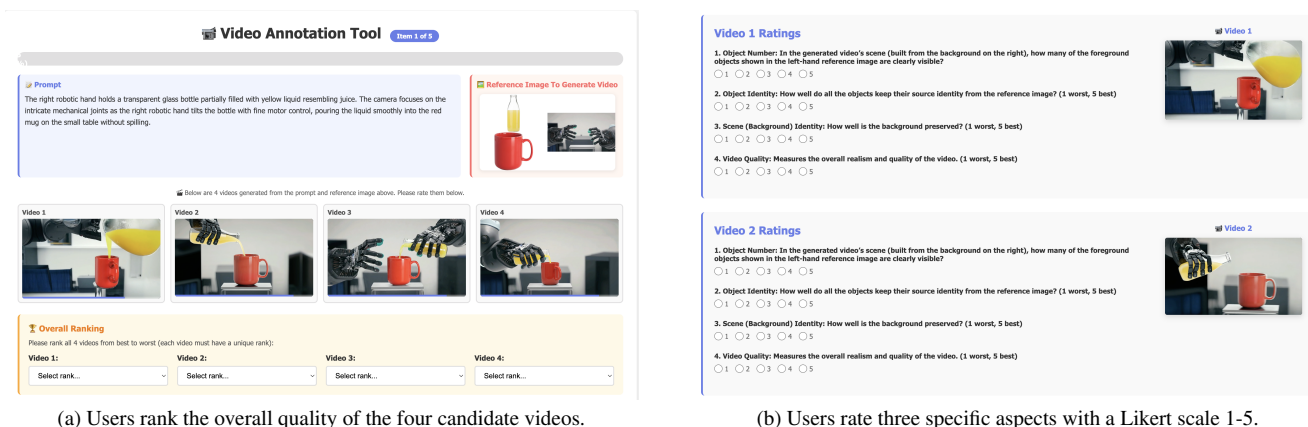 Video Annotation Tool Item 1 of 5
Prompt
The right robotic hand holds a transparent glass bottle partially filled with yellow liquid resembling juice. The camera focuses on the
intricate mechanical joints as the right robotic hand tilts the bottle with fine motor control, pouring the liquid smoothly into the red
mug on the small table without spilling.
Reference Image To Generate Video
Below are 4 videos generated from the prompt and reference image above. Please rate them below.
Video 1
Video 2
Video 3
Video 4
Overall Ranking
Please rank all 4 videos from best to worst (each video must have a unique rank):
Video 1:
Video 2:
Video 3:
Video 4:
Select rank...
Select rank...
Select rank...
Select rank...
(a) Users rank the overall quality of the four candidate videos.
Video 1 Ratings
Video 1
1. Object Number: In the generated video's scene (built from the background on the right), how many of the foreground
objects shown in the left-hand reference image are clearly visible?
1 2 3 4 5
2. Object Identity: How well do all the objects keep their source identity from the reference image? (1 worst, 5 best)
1 2 3 4 5
3. Scene (Background) Identity: How well is the background preserved? (1 worst, 5 best)
1 2 3 4 5
4. Video Quality: Measures the overall realism and quality of the video. (1 worst, 5 best)
1 2 3 4 5
Video 2 Ratings
Video 2
1. Object Number: In the generated video's scene (built from the background on the right), how many of the foreground
objects shown in the left-hand reference image are clearly visible?
1 2 3 4 5
2. Object Identity: How well do all the objects keep their source identity from the reference image? (1 worst, 5 best)
1 2 3 4 5
3. Scene (Background) Identity: How well is the background preserved? (1 worst, 5 best)
1 2 3 4 5
4. Video Quality: Measures the overall realism and quality of the video. (1 worst, 5 best)
1 2 3 4 5
(b) Users rate three specific aspects with a Likert scale 1-5.